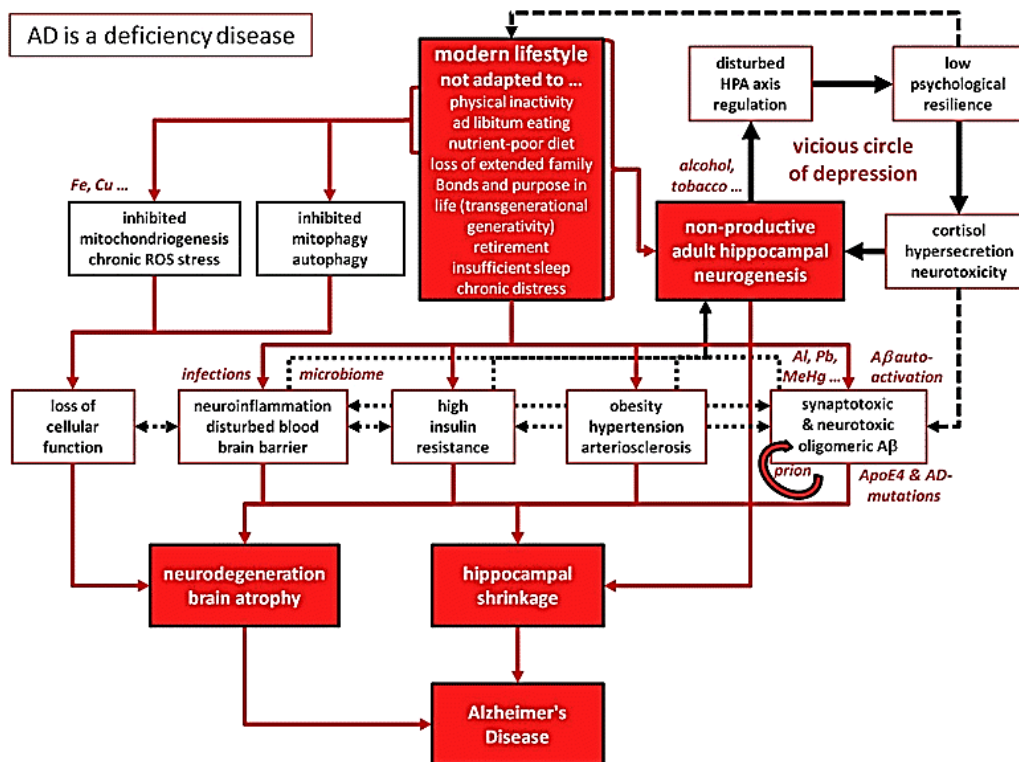 AD is a deficiency disease
modern lifestyle
not adapted to ...
physical inactivity
ad libitum eating
nutrient-poor diet
loss of extended family
Bonds and purpose in
life (transgenerational
generativity)
retirement
insufficient sleep
chronic distress
disturbed
HPA axis
regulation
low
psychological
resilience
vicious circle
of depression
alcohol,
tobacco ...
Fe, Cu ...
inhibited
mitochondriogenesis
chronic ROS stress
inhibited
mitophagy
autophagy
non-productive
adult hippocampal
neurogenesis
cortisol
hypersecretion
neurotoxicity
infections
microbiome
Al, Pb,
MeHg ...
Aβ auto-
activation
loss of
cellular
function
neuroinflammation
disturbed blood
brain barrier
high
insulin
resistance
obesity
hypertension
arteriosclerosis
synaptotoxic
& neurotoxic
oligomeric Aβ
prion
ApoE4 & AD-
mutations
neurodegeneration
brain atrophy
hippocampal
shrinkage
Alzheimer's
Disease